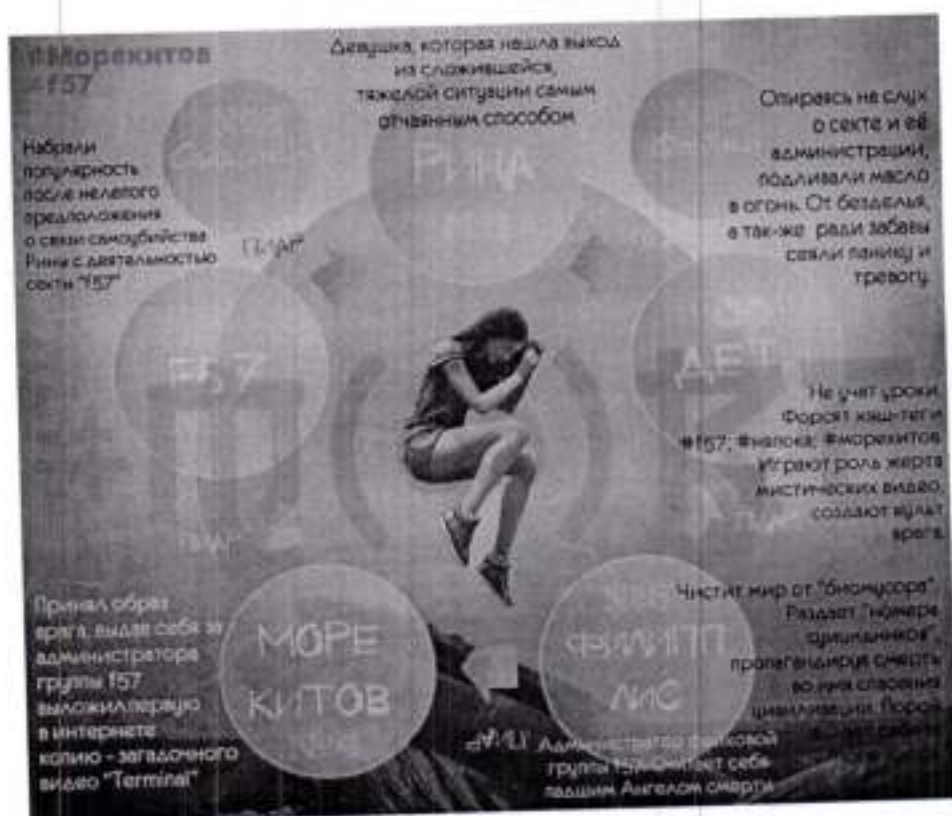 #Морекитов
#f57
Девушка, которая нашла выход
из сложившейся,
тяжелой ситуации самым
отчаянным способом
РИНА
Набрали
популярность
после нелепого
предположения
о связи самоубийства
Рины с деятельностью
секты "f57"
Опираясь на слух
о секте и её
администрации,
подливали масло
в огонь. От безделья,
а так-же ради забавы
сеяли панику и
тревогу.
ПИАР
F57
ДЕТ
Не учат уроки.
Форсят хэш-теги
#f57; #няпока; #морекитов
Играют роль жертв
мистических видео,
создают культ
врага.
Принял образ
врага, выдав себя за
администратора
группы f57
выложил первую
в интернете
копию - загадочного
видео "Terminal"
МОРЕ
КИТОВ
ФИЛИПП
ЛИС
Чистит мир от "биомусора"
Раздает "номера
суицидников",
пропагандируя смерть
во имя спасения
цивилизации. Порой
ПИАР
Администратор
группы f57. Считает себя
падшим Ангелом смерти